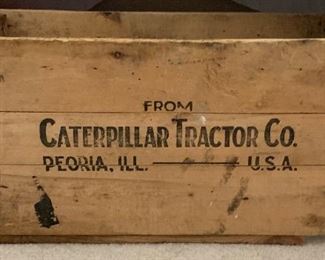 FROM
CATERPILLAR TRACTOR CO.
PEORIA, ILL. — U.S.A.